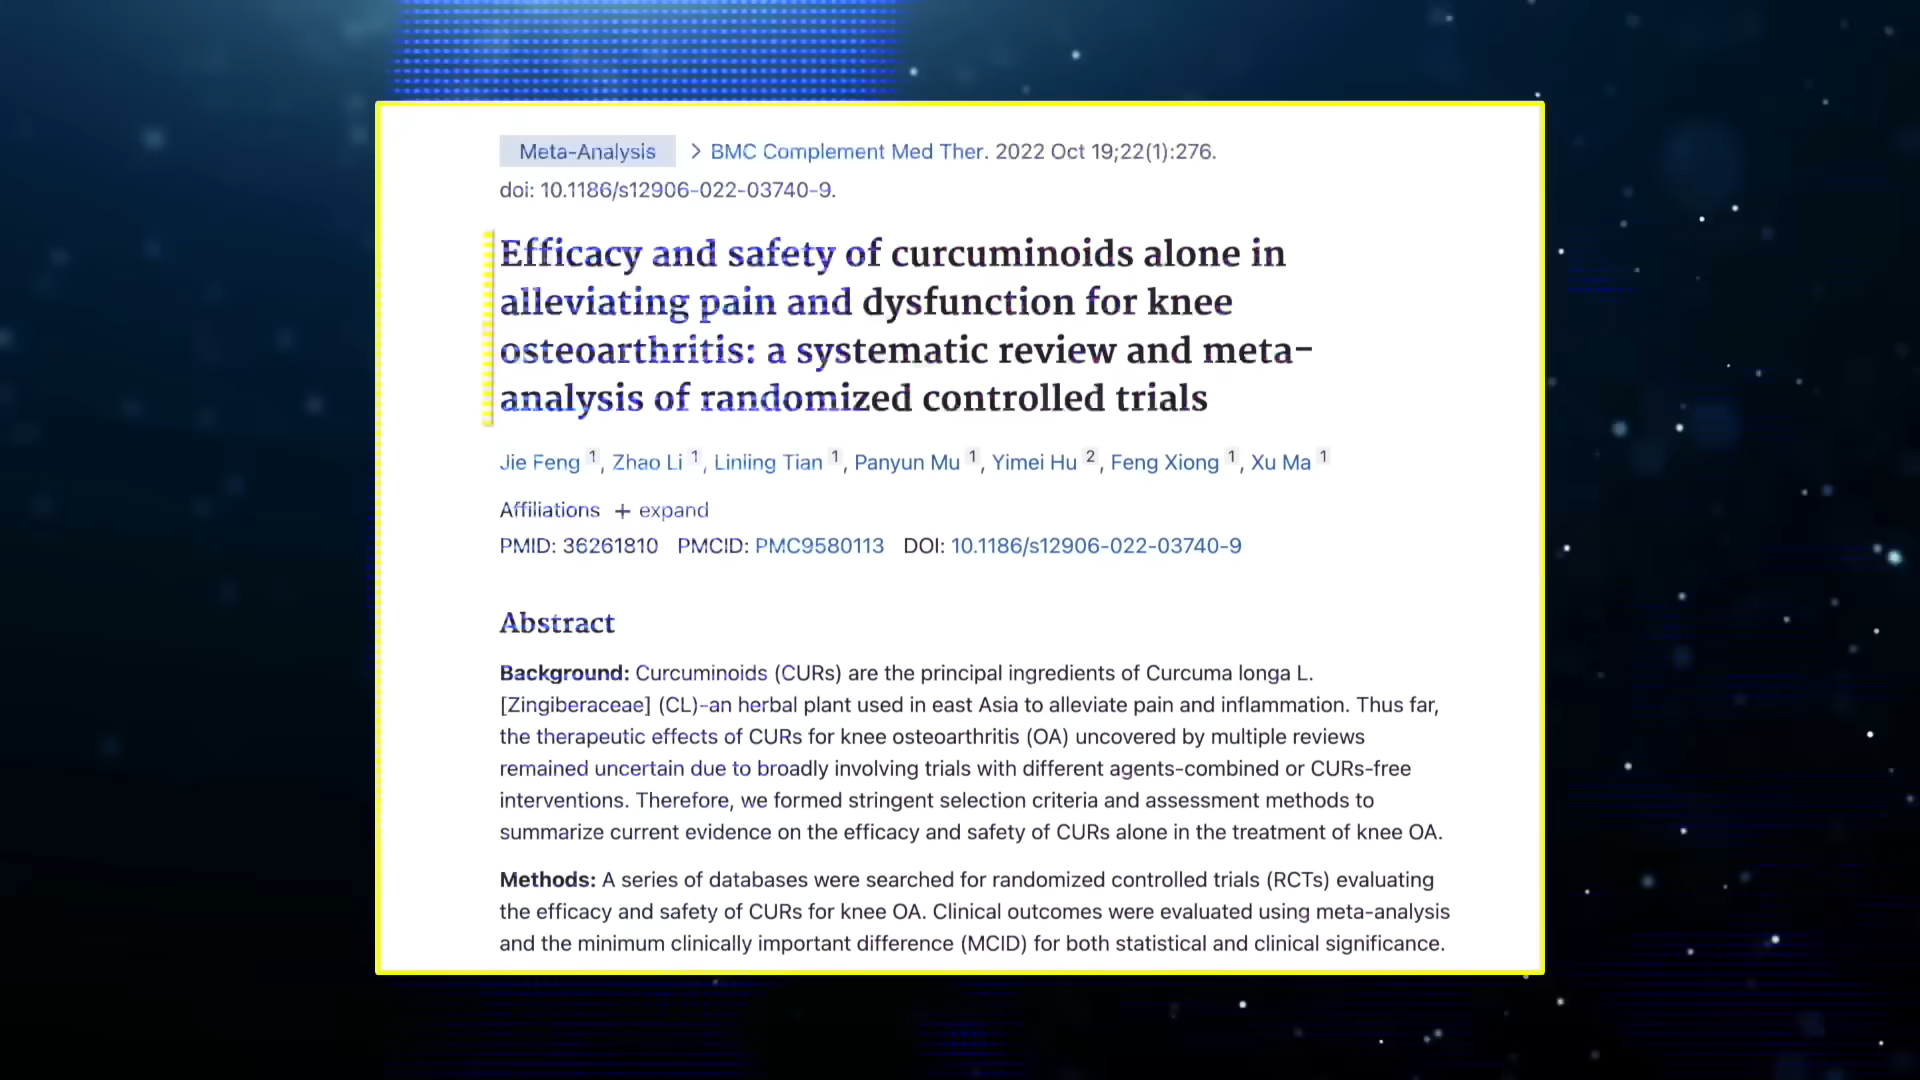 Meta-Analysis > BMC Complement Med Ther. 2022 Oct 19;22(1):276.
doi: 10.1186/s12906-022-03740-9.
Efficacy and safety of curcuminoids alone in
alleviating pain and dysfunction for knee
osteoarthritis: a systematic review and meta-
analysis of randomized controlled trials
Jie Feng 1, Zhao Li 1, Linling Tian 1, Panyun Mu 1, Yimei Hu 2, Feng Xiong 1, Xu Ma 1
Affiliations + expand
PMID: 36261810 PMCID: PMC9580113 DOI: 10.1186/s12906-022-03740-9
Abstract
Background: Curcuminoids (CURs) are the principal ingredients of Curcuma longa L.
[Zingiberaceae] (CL)-an herbal plant used in east Asia to alleviate pain and inflammation. Thus far,
the therapeutic effects of CURs for knee osteoarthritis (OA) uncovered by multiple reviews
remained uncertain due to broadly involving trials with different agents-combined or CURs-free
interventions. Therefore, we formed stringent selection criteria and assessment methods to
summarize current evidence on the efficacy and safety of CURs alone in the treatment of knee OA.
Methods: A series of databases were searched for randomized controlled trials (RCTs) evaluating
the efficacy and safety of CURs for knee OA. Clinical outcomes were evaluated using meta-analysis
and the minimum clinically important difference (MCID) for both statistical and clinical significance.